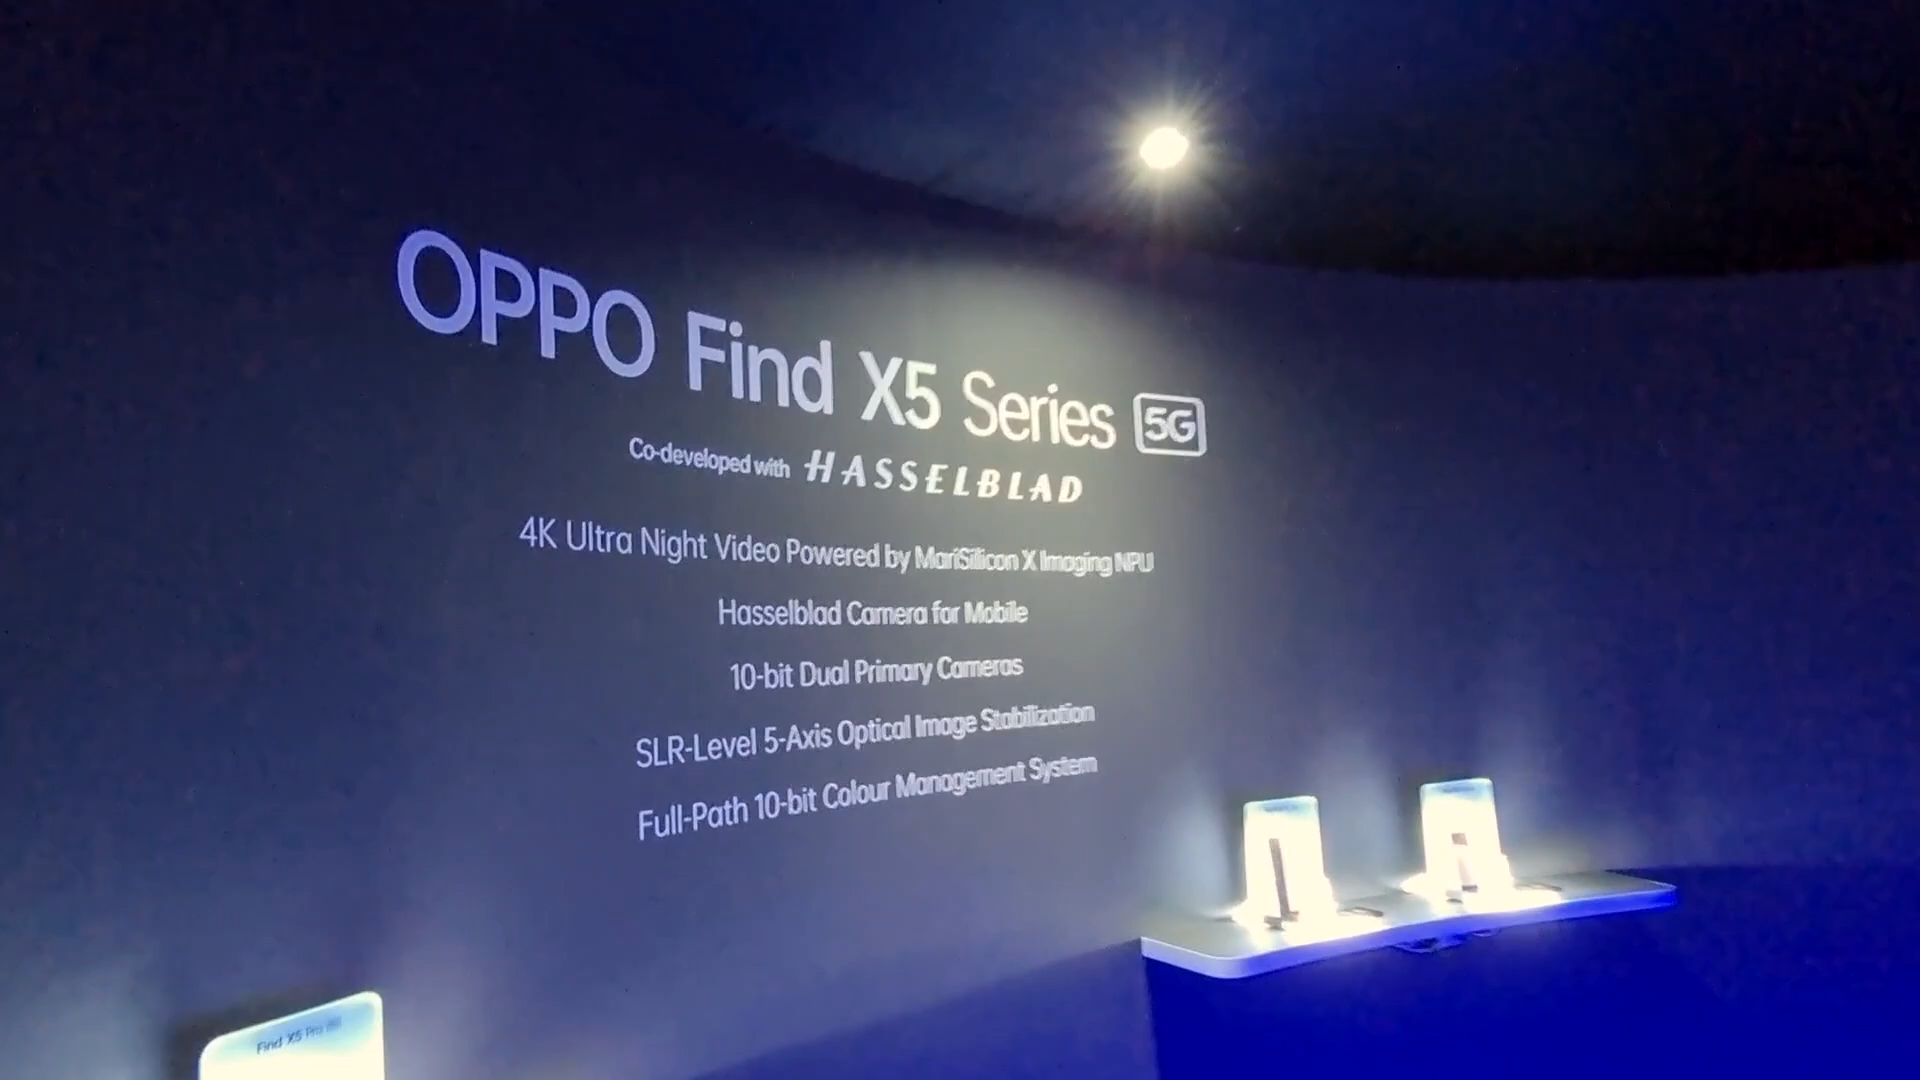 OPPO Find X5 Series 5G
Co-developed with HASSELBLAD
4K Ultra Night Video Powered by MariSilicon X Imaging NPU
Hasselblad Camera for Mobile
10-bit Dual Primary Cameras
SLR-Level 5-Axis Optical Image Stabilization
Full-Path 10-bit Colour Management System
Find X5 Pro